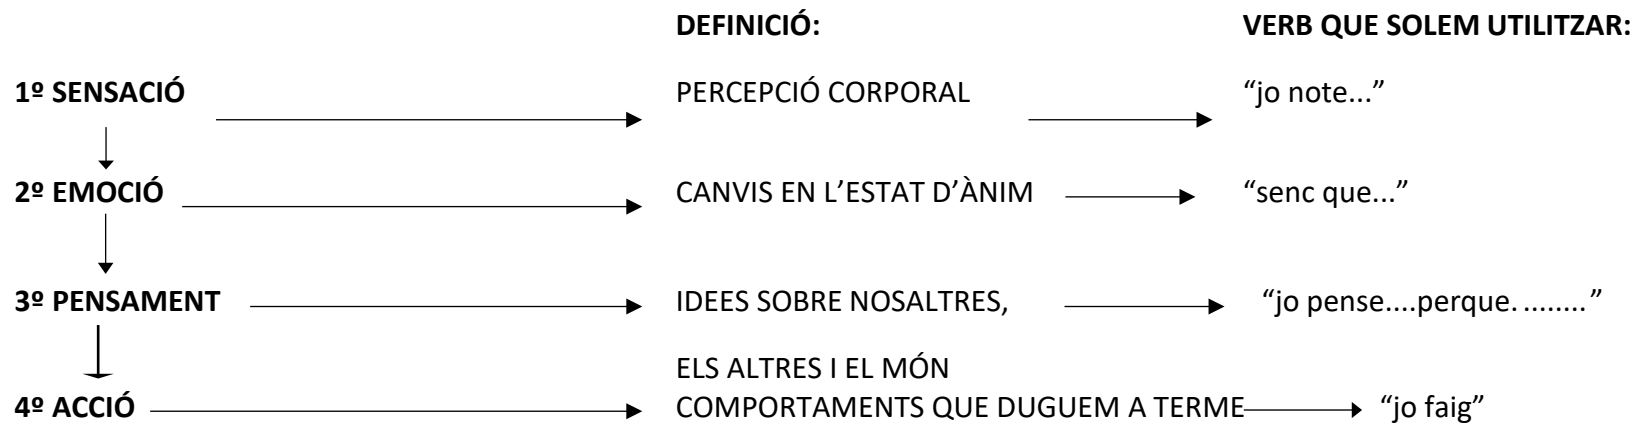 DEFINICIÓ: VERB QUE SOLEM UTILITZAR:
1º SENSACIÓ PERCEPCIÓ CORPORAL “jo note...”
2º EMOCIÓ CANVIS EN L’ESTAT D’ÀNIM “senc que...”
3º PENSAMENT IDEES SOBRE NOSALTRES, “jo pense....perque. ........”
ELS ALTRES I EL MÓN
4º ACCIÓ COMPORTAMENTS QUE DUGUEM A TERME “jo faig”